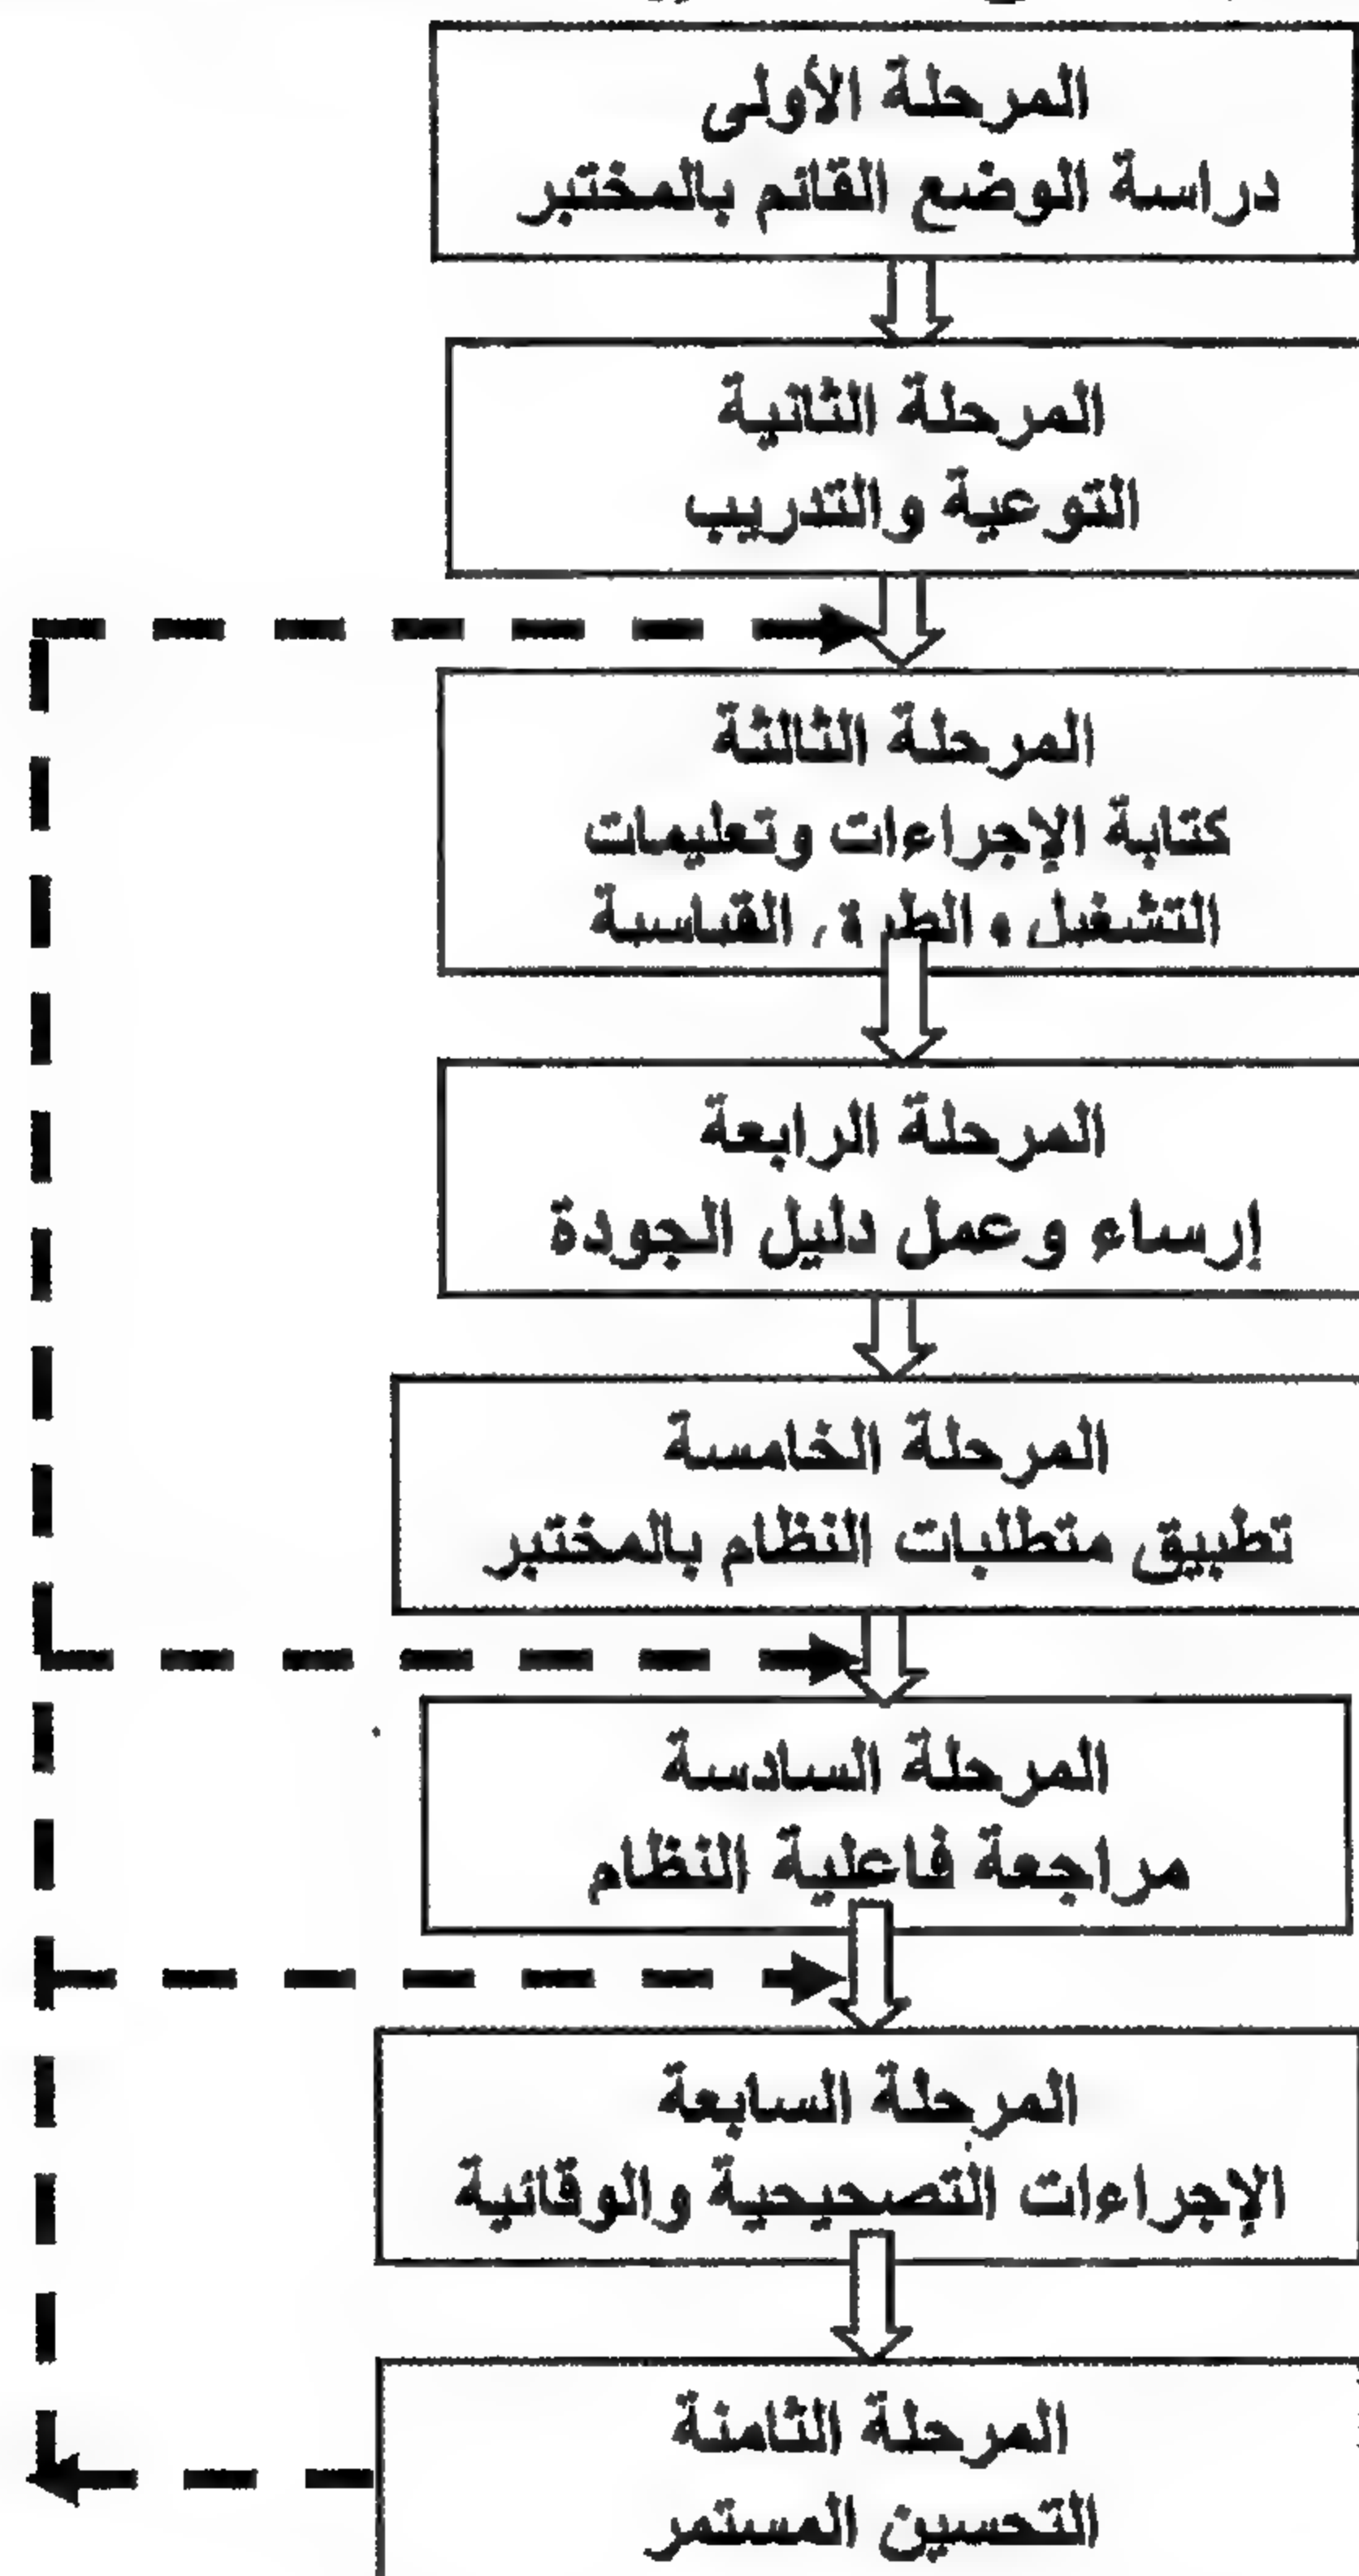 المرحلة الأولى
دراسة الوضع القائم بالمختبر
المرحلة الثانية
التوعية والتدريب
المرحلة الثالثة
كتابة الإجراءات وتعليمات
التشغيل والطرق القياسية
المرحلة الرابعة
إرساء وعمل دليل الجودة
المرحلة الخامسة
تطبيق متطلبات النظام بالمختبر
المرحلة السادسة
مراجعة فاعلية النظام
المرحلة السابعة
الإجراءات التصحيحية والوقائية
المرحلة الثامنة
التحسين المستمر